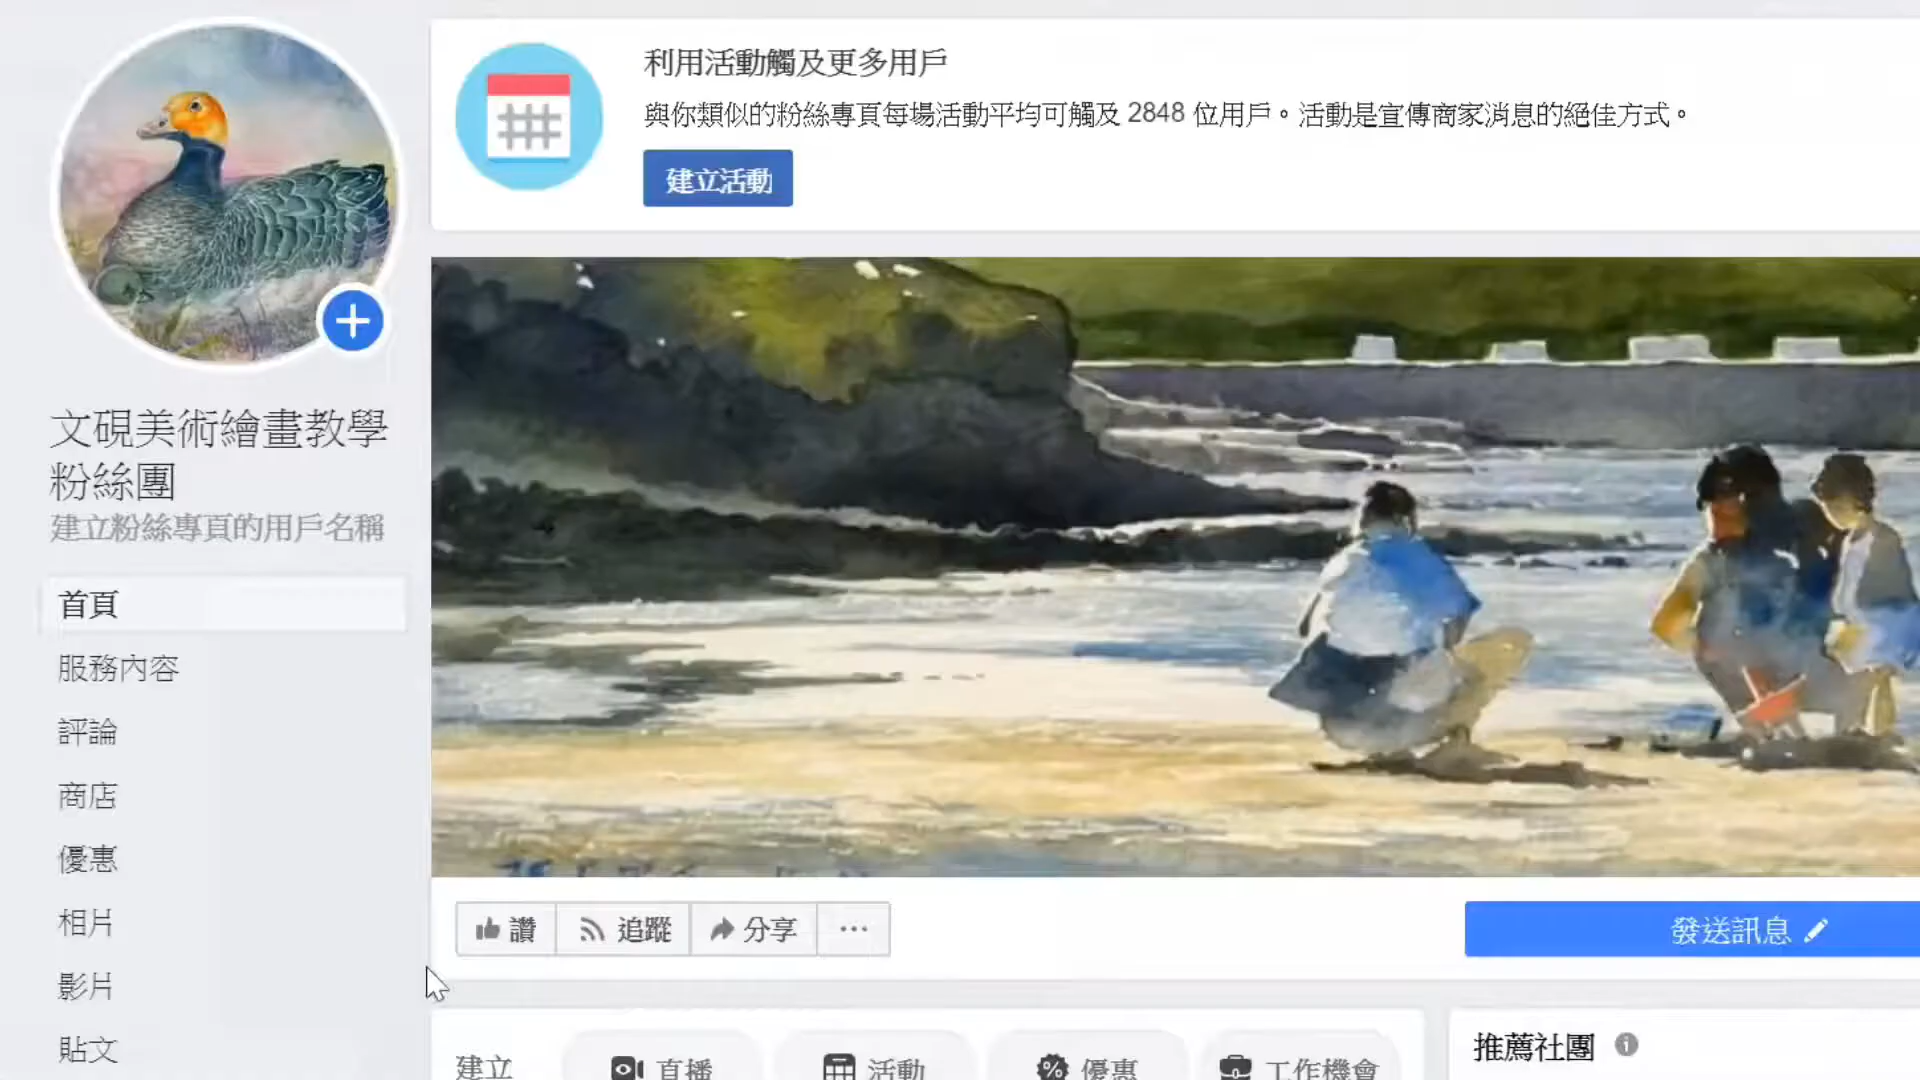 利用活動觸及更多用戶
與你類似的粉絲專頁每場活動平均可觸及 2848 位用戶。活動是宣傳商家消息的絕佳方式。
建立活動
文硯美術繪畫教學
粉絲團
建立粉絲專頁的用戶名稱
首頁
服務內容
評論
商店
優惠
相片
影片
貼文
讚
追蹤
分享
發送訊息
建立
直播
活動
優惠
工作機會
推薦社團